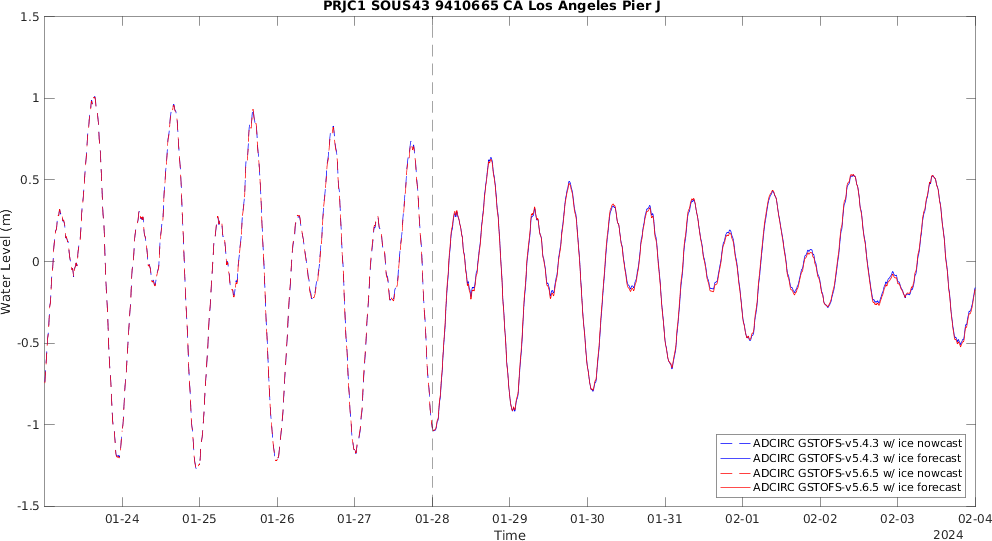 PRJC1 SOUS43 9410665 CA Los Angeles Pier J
Water Level (m)
1.5
1
0.5
0
-0.5
-1
-1.5
ADCIRC GSTOFS-v5.4.3 w/ ice nowcast
ADCIRC GSTOFS-v5.4.3 w/ ice forecast
ADCIRC GSTOFS-v5.6.5 w/ ice nowcast
ADCIRC GSTOFS-v5.6.5 w/ ice forecast
01-24 01-25 01-26 01-27 01-28 01-29 01-30 01-31 02-01 02-02 02-03 02-04
Time
2024